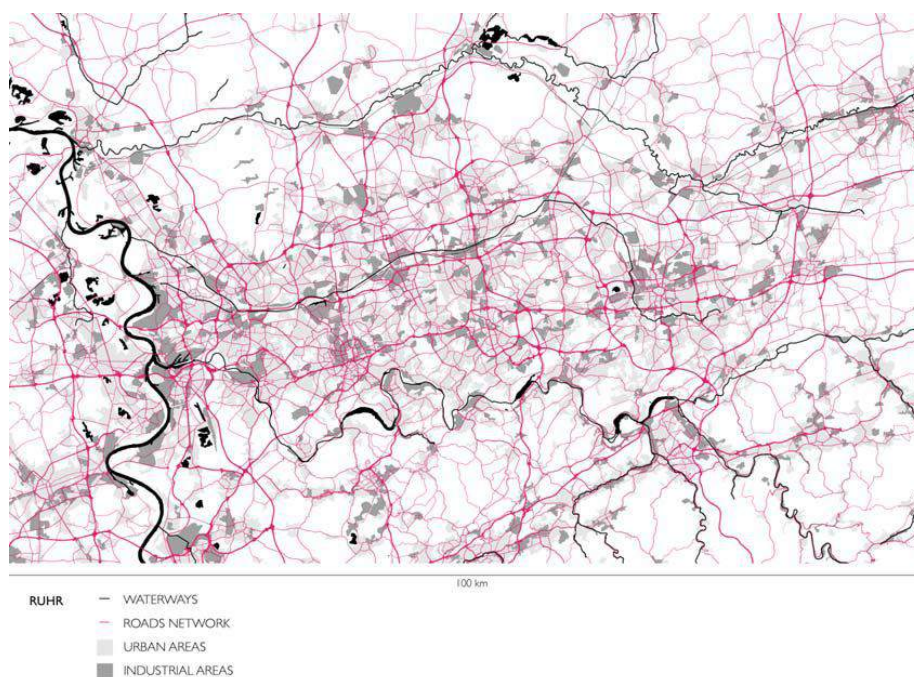 100 km
RUHR
WATERWAYS
ROADS NETWORK
URBAN AREAS
INDUSTRIAL AREAS